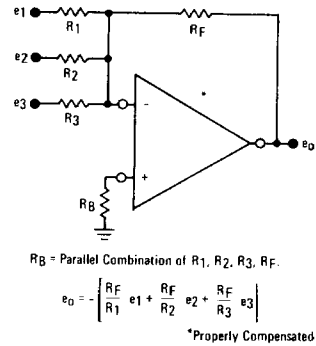 e1
R1
RF
e2
R2
*
e3
R3
-
eo
+
RB
RB = Parallel Combination of R1, R2, R3, RF.
eo = -[RF/R1 e1 + RF/R2 e2 + RF/R3 e3]
*Properly Compensated